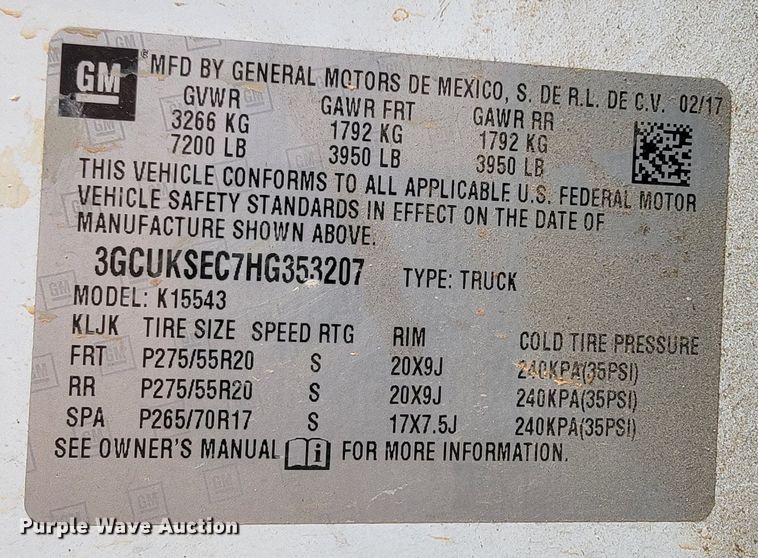 GM ® MFD BY GENERAL MOTORS DE MEXICO, S. DE R.L. DE C.V. 02/17
GVWR GAWR FRT GAWR RR
3266 KG 1792 KG 1792 KG
7200 LB 3950 LB 3950 LB
THIS VEHICLE CONFORMS TO ALL APPLICABLE U.S. FEDERAL MOTOR
VEHICLE SAFETY STANDARDS IN EFFECT ON THE DATE OF
MANUFACTURE SHOWN ABOVE.
3GCUKSEC7HG353207 TYPE: TRUCK
MODEL: K15543
KLJK TIRE SIZE SPEED RTG RIM COLD TIRE PRESSURE
FRT P275/55R20 S 20X9J 240KPA(35PSI)
RR P275/55R20 S 20X9J 240KPA(35PSI)
SPA P265/70R17 S 17X7.5J 240KPA(35PSI)
SEE OWNER'S MANUAL i FOR MORE INFORMATION.
Purple Wave Auction